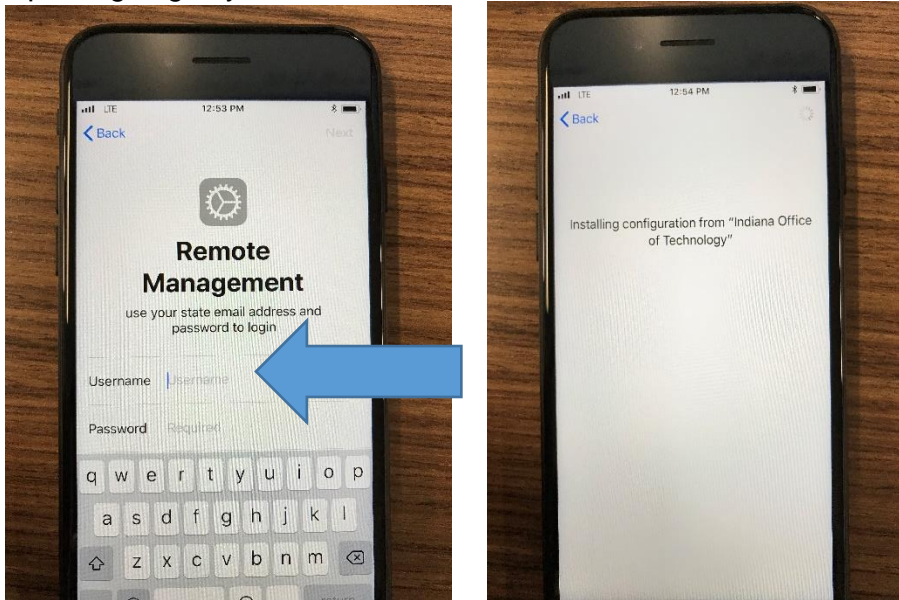 LTE 12:53 PM
Back Next
Remote
Management
use your state email address and
password to login
Username Username
Password Required
q w e r t y u i o p
a s d f g h j k l
z x c v b n m
return
LTE 12:54 PM
Back
Installing configuration from “Indiana Office
of Technology”